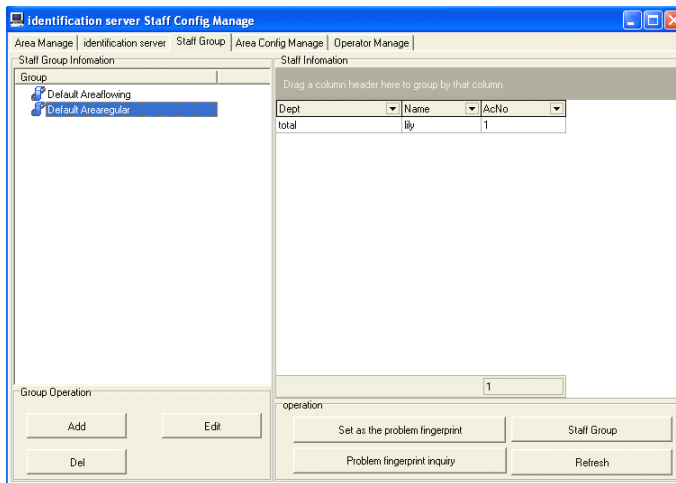 identification server Staff Config Manage
Area Manage identification server Staff Group Area Config Manage Operator Manage
Staff Group Infomation
Group
Default Areaflowing
Default Arearegular
Group Operation
Add Edit
Del
Staff Infomation
Drag a column header here to group by that column
Dept Name AcNo
total lily 1
1
operation
Set as the problem fingerprint Staff Group
Problem fingerprint inquiry Refresh